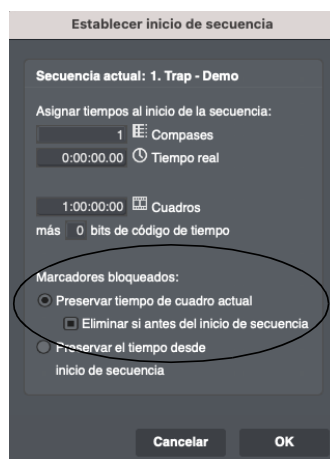 Establecer inicio de secuencia
Secuencia actual: 1. Trap - Demo
Asignar tiempos al inicio de la secuencia:
1 Compases
0:00:00.00 Tiempo real
1:00:00:00 Cuadros
más 0 bits de código de tiempo
Marcadores bloqueados:
Preservar tiempo de cuadro actual
Eliminar si antes del inicio de secuencia
Preservar el tiempo desde
inicio de secuencia
Cancelar OK